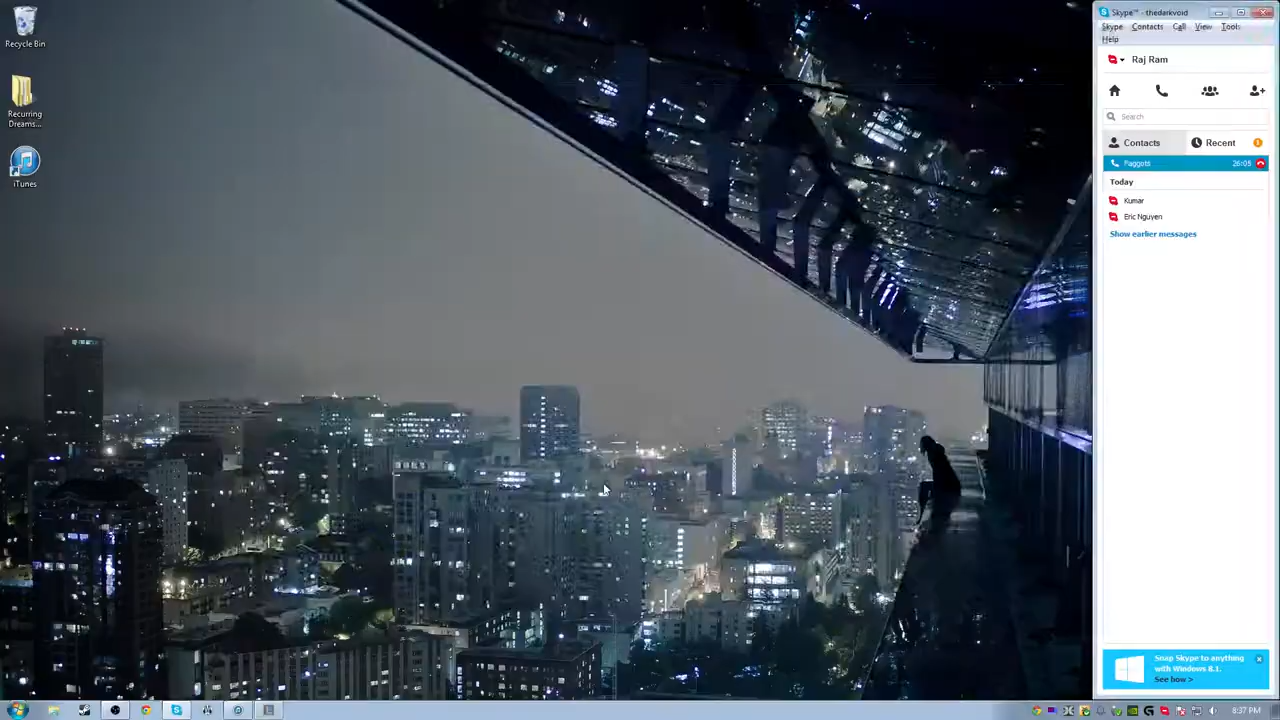 Recycle Bin
Recurring
Dreams...
iTunes
Skype™ - thedarkvoid
Skype Contacts Call View Tools
Help
Raj Ram
Search
Contacts
Recent
Paggots 26:05
Today
Kumar
Eric Nguyen
Show earlier messages
Snap Skype to anything
with Windows 8.1.
See how >
8:37 PM